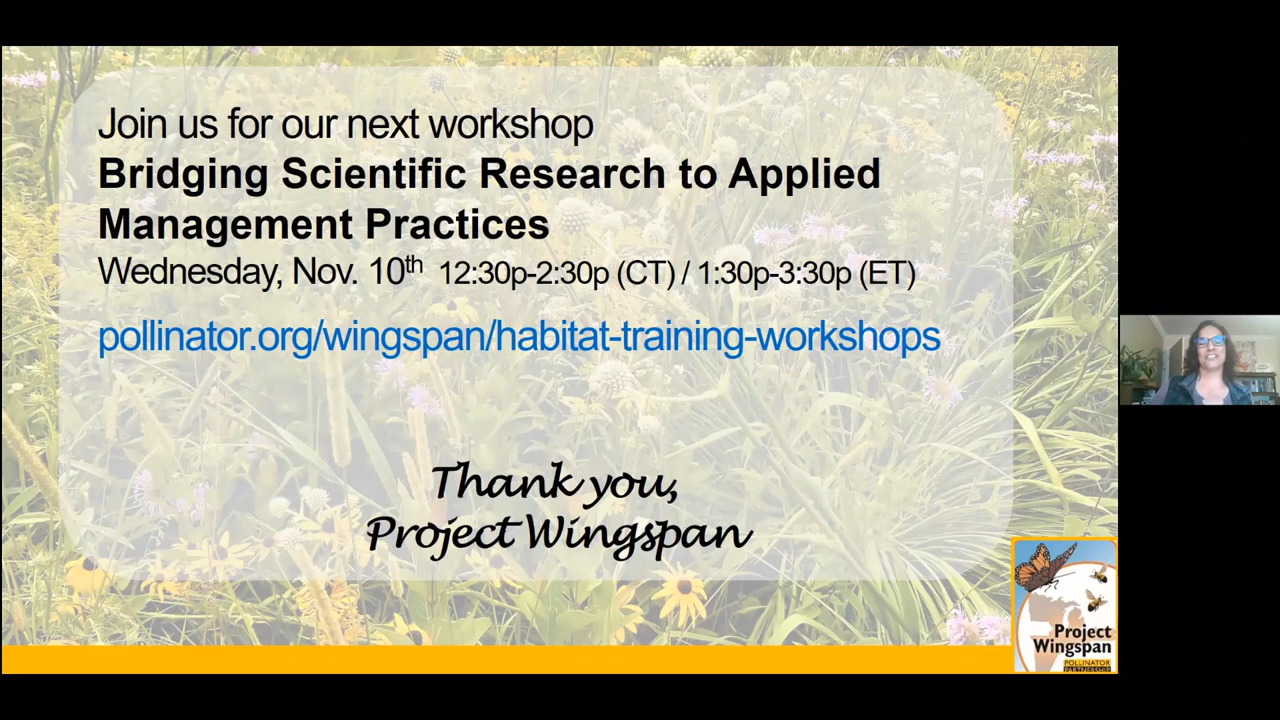 Join us for our next workshop
Bridging Scientific Research to Applied
Management Practices
Wednesday, Nov. 10th 12:30p-2:30p (CT) / 1:30p-3:30p (ET)
pollinator.org/wingspan/habitat-training-workshops
Thank you,
Project Wingspan
Project
Wingspan
POLLINATOR
PARTNERSHIP